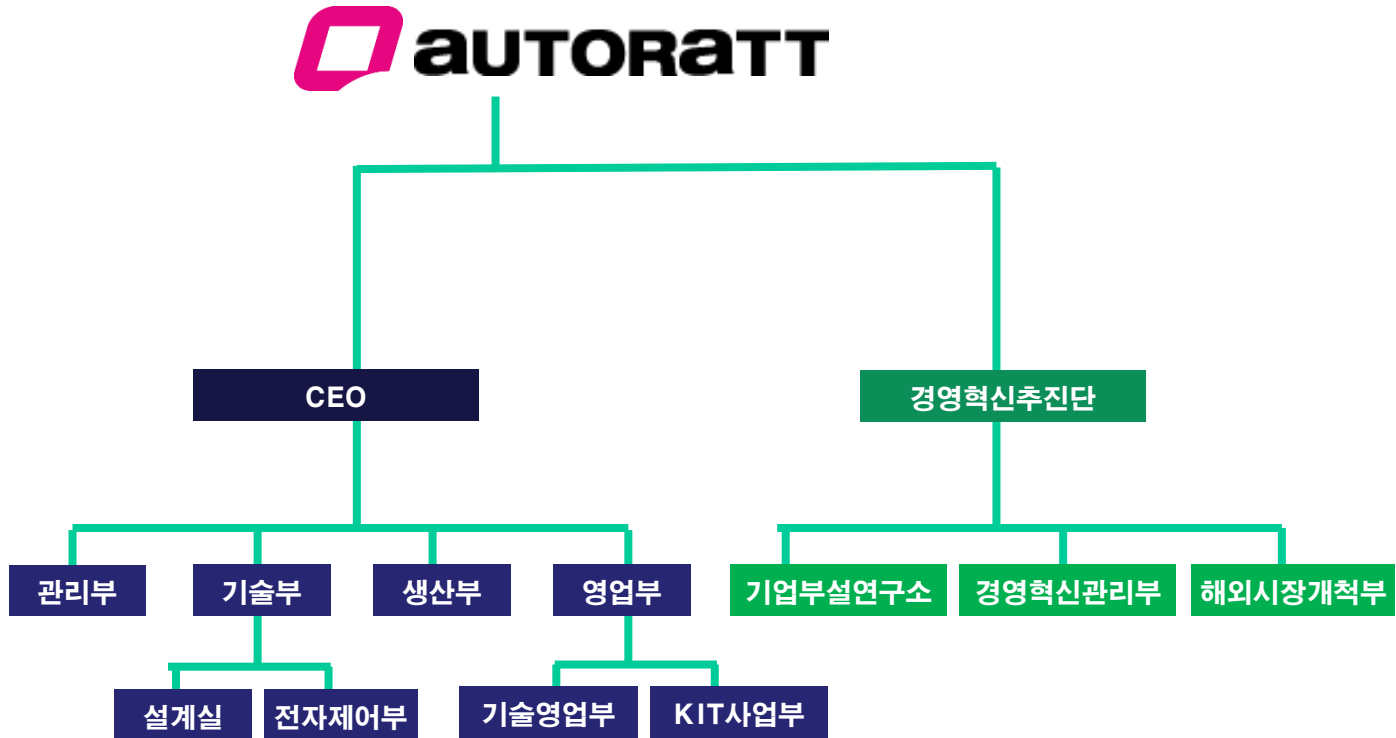 autoratt
CEO
경영혁신추진단
관리부
기술부
생산부
영업부
기업부설연구소
경영혁신관리부
해외시장개척부
설계실
전자제어부
기술영업부
KIT사업부